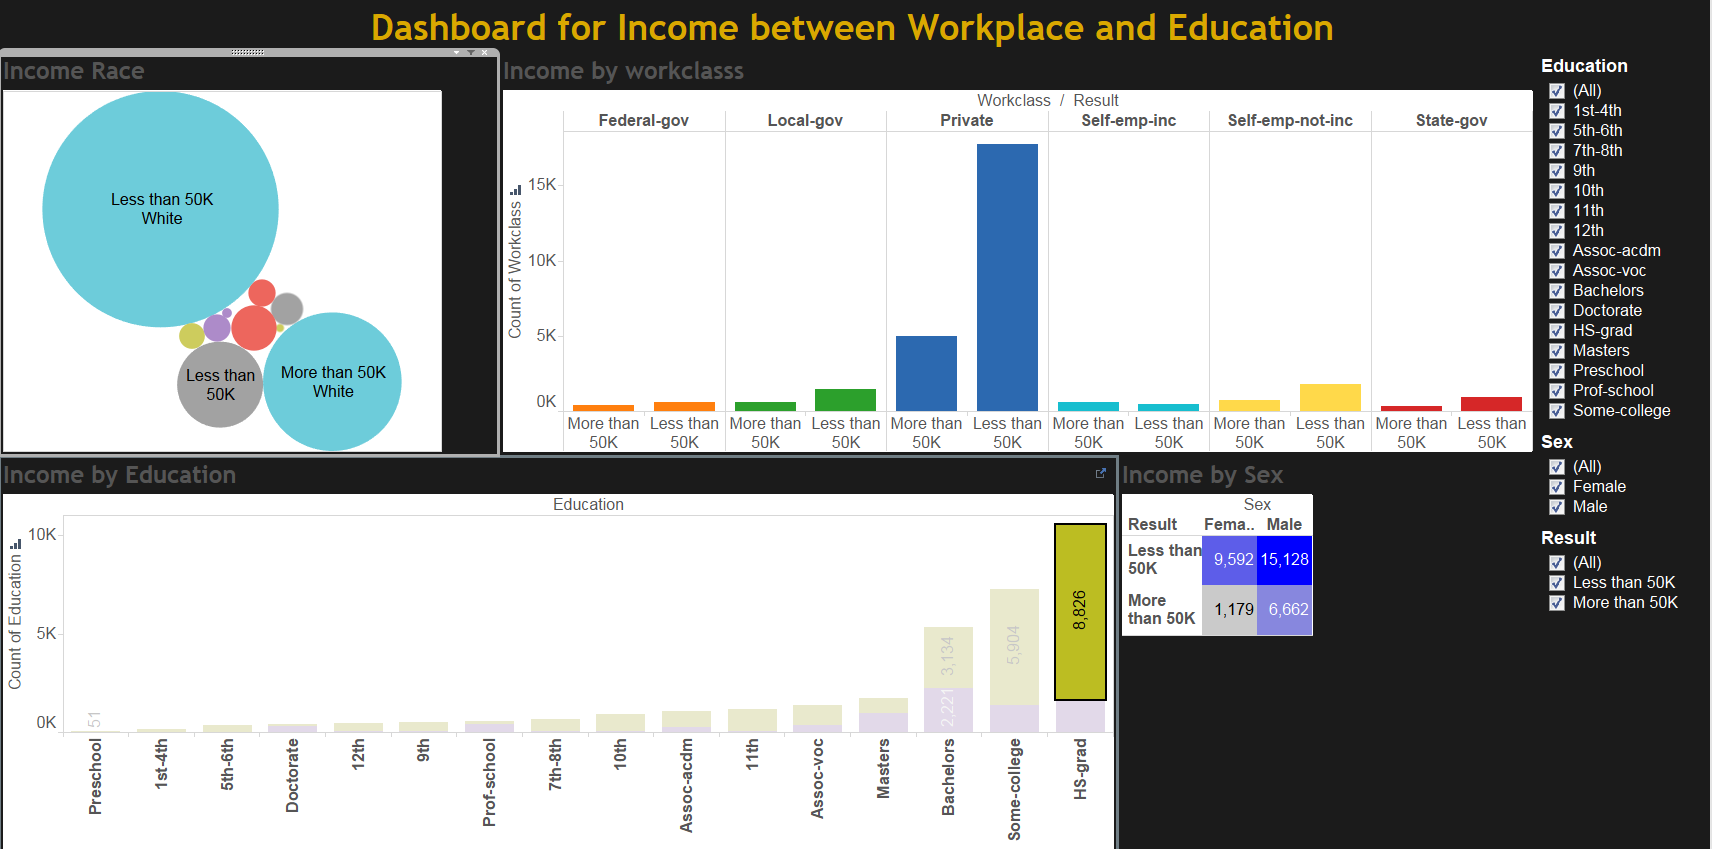 Dashboard for Income between Workplace and Education
Income Race
Less than 50K
White
Less than
50K
More than 50K
White
Income by workclasss
Workclass / Result
Federal-gov Local-gov Private Self-emp-inc Self-emp-not-inc State-gov
Count of Workclass
15K
10K
5K
0K
More than Less than More than Less than More than Less than More than Less than More than Less than More than Less than
50K 50K 50K 50K 50K 50K 50K 50K 50K 50K 50K 50K
Education
(All)
1st-4th
5th-6th
7th-8th
9th
10th
11th
12th
Assoc-acdm
Assoc-voc
Bachelors
Doctorate
HS-grad
Masters
Preschool
Prof-school
Some-college
Sex
(All)
Female
Male
Result
(All)
Less than 50K
More than 50K
Income by Education
Education
Count of Education
10K
5K
0K
51
3,134
2,221
5,904
8,826
Preschool
1st-4th
5th-6th
Doctorate
12th
9th
Prof-school
7th-8th
10th
Assoc-acdm
11th
Assoc-voc
Masters
Bachelors
Some-college
HS-grad
Income by Sex
Sex
Result Fema.. Male
Less than
50K 9,592 15,128
More
than 50K 1,179 6,662